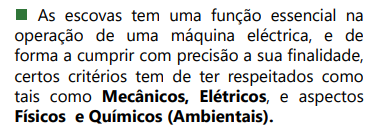 As escovas tem uma função essencial na
operação de uma máquina eléctrica, e de
forma a cumprir com precisão a sua finalidade,
certos critérios tem de ter respeitados como
tais como Mecânicos, Elétricos, e aspectos
Físicos e Químicos (Ambientais).